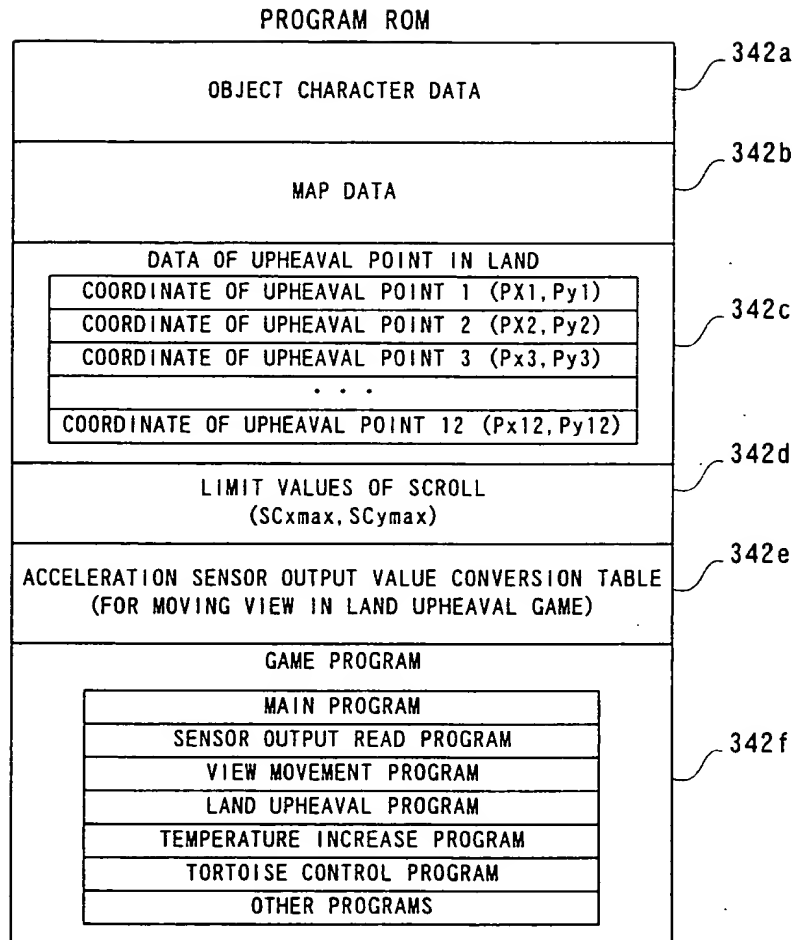 PROGRAM ROM
342a
OBJECT CHARACTER DATA
342b
MAP DATA
DATA OF UPHEAVAL POINT IN LAND
COORDINATE OF UPHEAVAL POINT 1 (PX1,Py1)
342c
COORDINATE OF UPHEAVAL POINT 2 (PX2,Py2)
COORDINATE OF UPHEAVAL POINT 3 (Px3,Py3)
. . .
COORDINATE OF UPHEAVAL POINT 12 (Px12,Py12)
342d
LIMIT VALUES OF SCROLL
(SCxmax,SCymax)
342e
ACCELERATION SENSOR OUTPUT VALUE CONVERSION TABLE
(FOR MOVING VIEW IN LAND UPHEAVAL GAME)
GAME PROGRAM
MAIN PROGRAM
SENSOR OUTPUT READ PROGRAM
342f
VIEW MOVEMENT PROGRAM
LAND UPHEAVAL PROGRAM
TEMPERATURE INCREASE PROGRAM
TORTOISE CONTROL PROGRAM
OTHER PROGRAMS